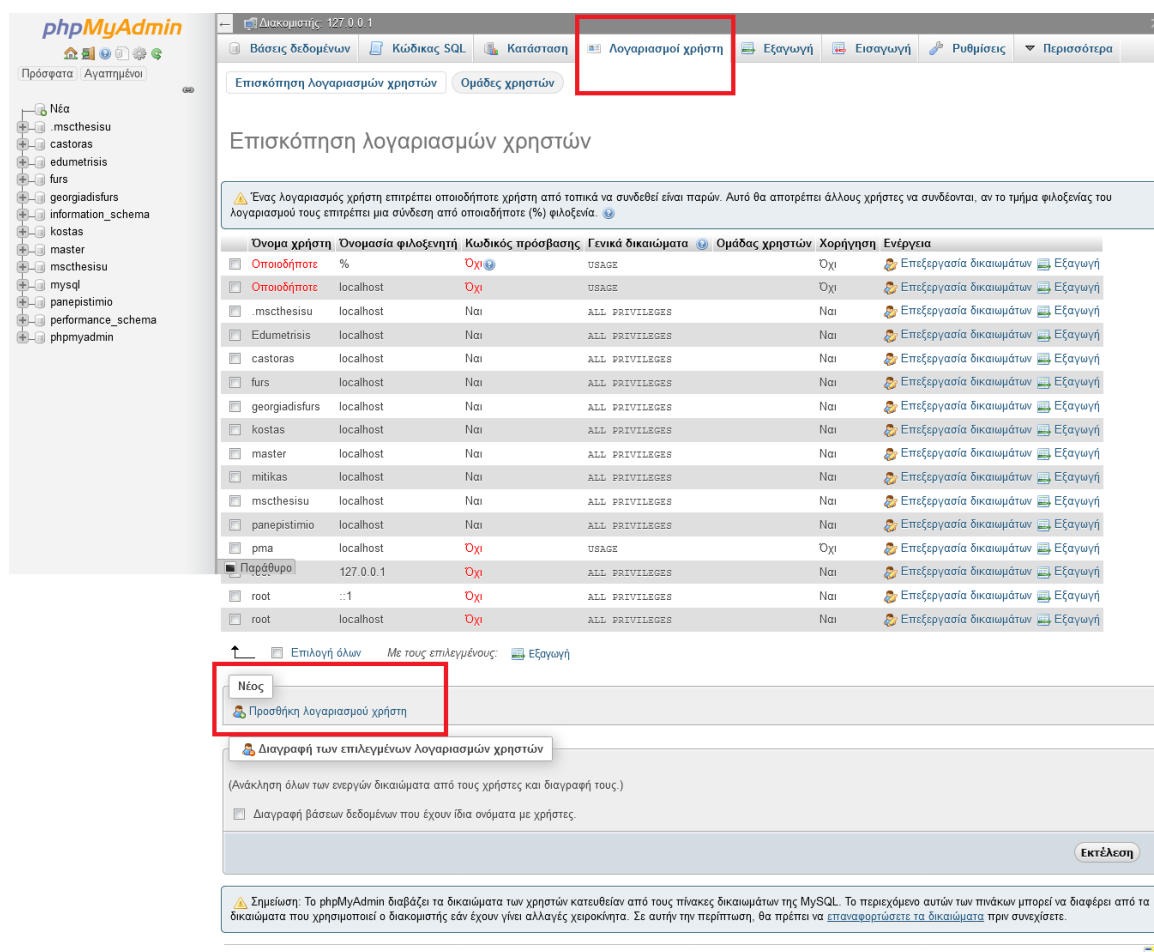 phpMyAdmin
Πρόσφατα Αγαπημένοι
Νέα
.mscthesisu
castoras
edumetrisis
furs
georgiadisfurs
information_schema
kostas
master
mscthesisu
mysql
panepistimio
performance_schema
phpmyadmin
Διακομιστής: 127.0.0.1
Βάσεις δεδομένων Κώδικας SQL Κατάσταση Λογαριασμοί χρήστη Εξαγωγή Εισαγωγή Ρυθμίσεις Περισσότερα
Επισκόπηση λογαριασμών χρηστών Ομάδες χρηστών
Επισκόπηση λογαριασμών χρηστών
Ένας λογαριασμός χρήστη επιτρέπει οποιοδήποτε χρήστη από τοπικά να συνδεθεί είναι παρών. Αυτό θα αποτρέπει άλλους χρήστες να συνδέονται, αν το τμήμα φιλοξενίας του
λογαριασμού τους επιτρέπει μια σύνδεση από οποιαδήποτε (%) φιλοξενία.
Όνομα χρήστη Όνομασία φιλοξενητή Κωδικός πρόσβασης Γενικά δικαιώματα Ομάδας χρηστών Χορήγηση Ενέργεια
Οποιοδήποτε % Όχι USAGE Όχι Επεξεργασία δικαιωμάτων Εξαγωγή
Οποιοδήποτε localhost Όχι USAGE Όχι Επεξεργασία δικαιωμάτων Εξαγωγή
.mscthesisu localhost Ναι ALL PRIVILEGES Ναι Επεξεργασία δικαιωμάτων Εξαγωγή
Edumetrisis localhost Ναι ALL PRIVILEGES Ναι Επεξεργασία δικαιωμάτων Εξαγωγή
castoras localhost Ναι ALL PRIVILEGES Ναι Επεξεργασία δικαιωμάτων Εξαγωγή
furs localhost Ναι ALL PRIVILEGES Ναι Επεξεργασία δικαιωμάτων Εξαγωγή
georgiadisfurs localhost Ναι ALL PRIVILEGES Ναι Επεξεργασία δικαιωμάτων Εξαγωγή
kostas localhost Ναι ALL PRIVILEGES Ναι Επεξεργασία δικαιωμάτων Εξαγωγή
master localhost Ναι ALL PRIVILEGES Ναι Επεξεργασία δικαιωμάτων Εξαγωγή
mitikas localhost Ναι ALL PRIVILEGES Ναι Επεξεργασία δικαιωμάτων Εξαγωγή
mscthesisu localhost Ναι ALL PRIVILEGES Ναι Επεξεργασία δικαιωμάτων Εξαγωγή
panepistimio localhost Ναι ALL PRIVILEGES Ναι Επεξεργασία δικαιωμάτων Εξαγωγή
pma localhost Όχι USAGE Όχι Επεξεργασία δικαιωμάτων Εξαγωγή
Παράθυρο 127.0.0.1 Όχι ALL PRIVILEGES Ναι Επεξεργασία δικαιωμάτων Εξαγωγή
root ::1 Όχι ALL PRIVILEGES Ναι Επεξεργασία δικαιωμάτων Εξαγωγή
root localhost Όχι ALL PRIVILEGES Ναι Επεξεργασία δικαιωμάτων Εξαγωγή
Επιλογή όλων Με τους επιλεγμένους: Εξαγωγή
Νέος
Προσθήκη λογαριασμού χρήστη
Διαγραφή των επιλεγμένων λογαριασμών χρηστών
(Ανάκληση όλων των ενεργών δικαιώματα από τους χρήστες και διαγραφή τους.)
Διαγραφή βάσεων δεδομένων που έχουν ίδια ονόματα με χρήστες.
Εκτέλεση
Σημείωση: Το phpMyAdmin διαβάζει τα δικαιώματα των χρηστών κατευθείαν από τους πίνακες δικαιωμάτων της MySQL. Το περιεχόμενο αυτών των πινάκων μπορεί να διαφέρει από τα
δικαιώματα που χρησιμοποιεί ο διακομιστής εάν έχουν γίνει αλλαγές χειροκίνητα. Σε αυτήν την περίπτωση, θα πρέπει να επαναφορτώσετε τα δικαιώματα πριν συνεχίσετε.